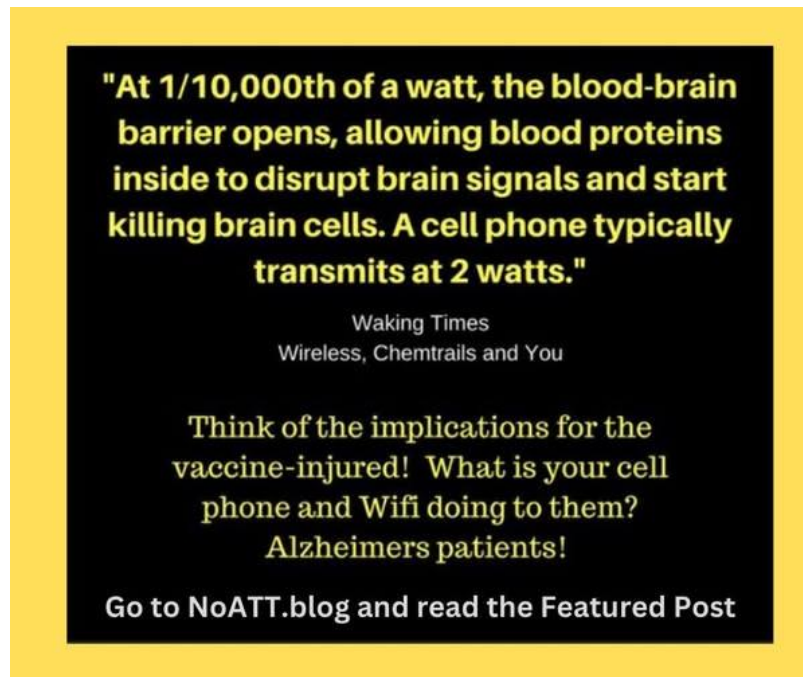 "At 1/10,000th of a watt, the blood-brain
barrier opens, allowing blood proteins
inside to disrupt brain signals and start
killing brain cells. A cell phone typically
transmits at 2 watts."
Waking Times
Wireless, Chemtrails and You
Think of the implications for the
vaccine-injured!  What is your cell
phone and Wifi doing to them?
Alzheimers patients!
Go to NoATT.blog and read the Featured Post